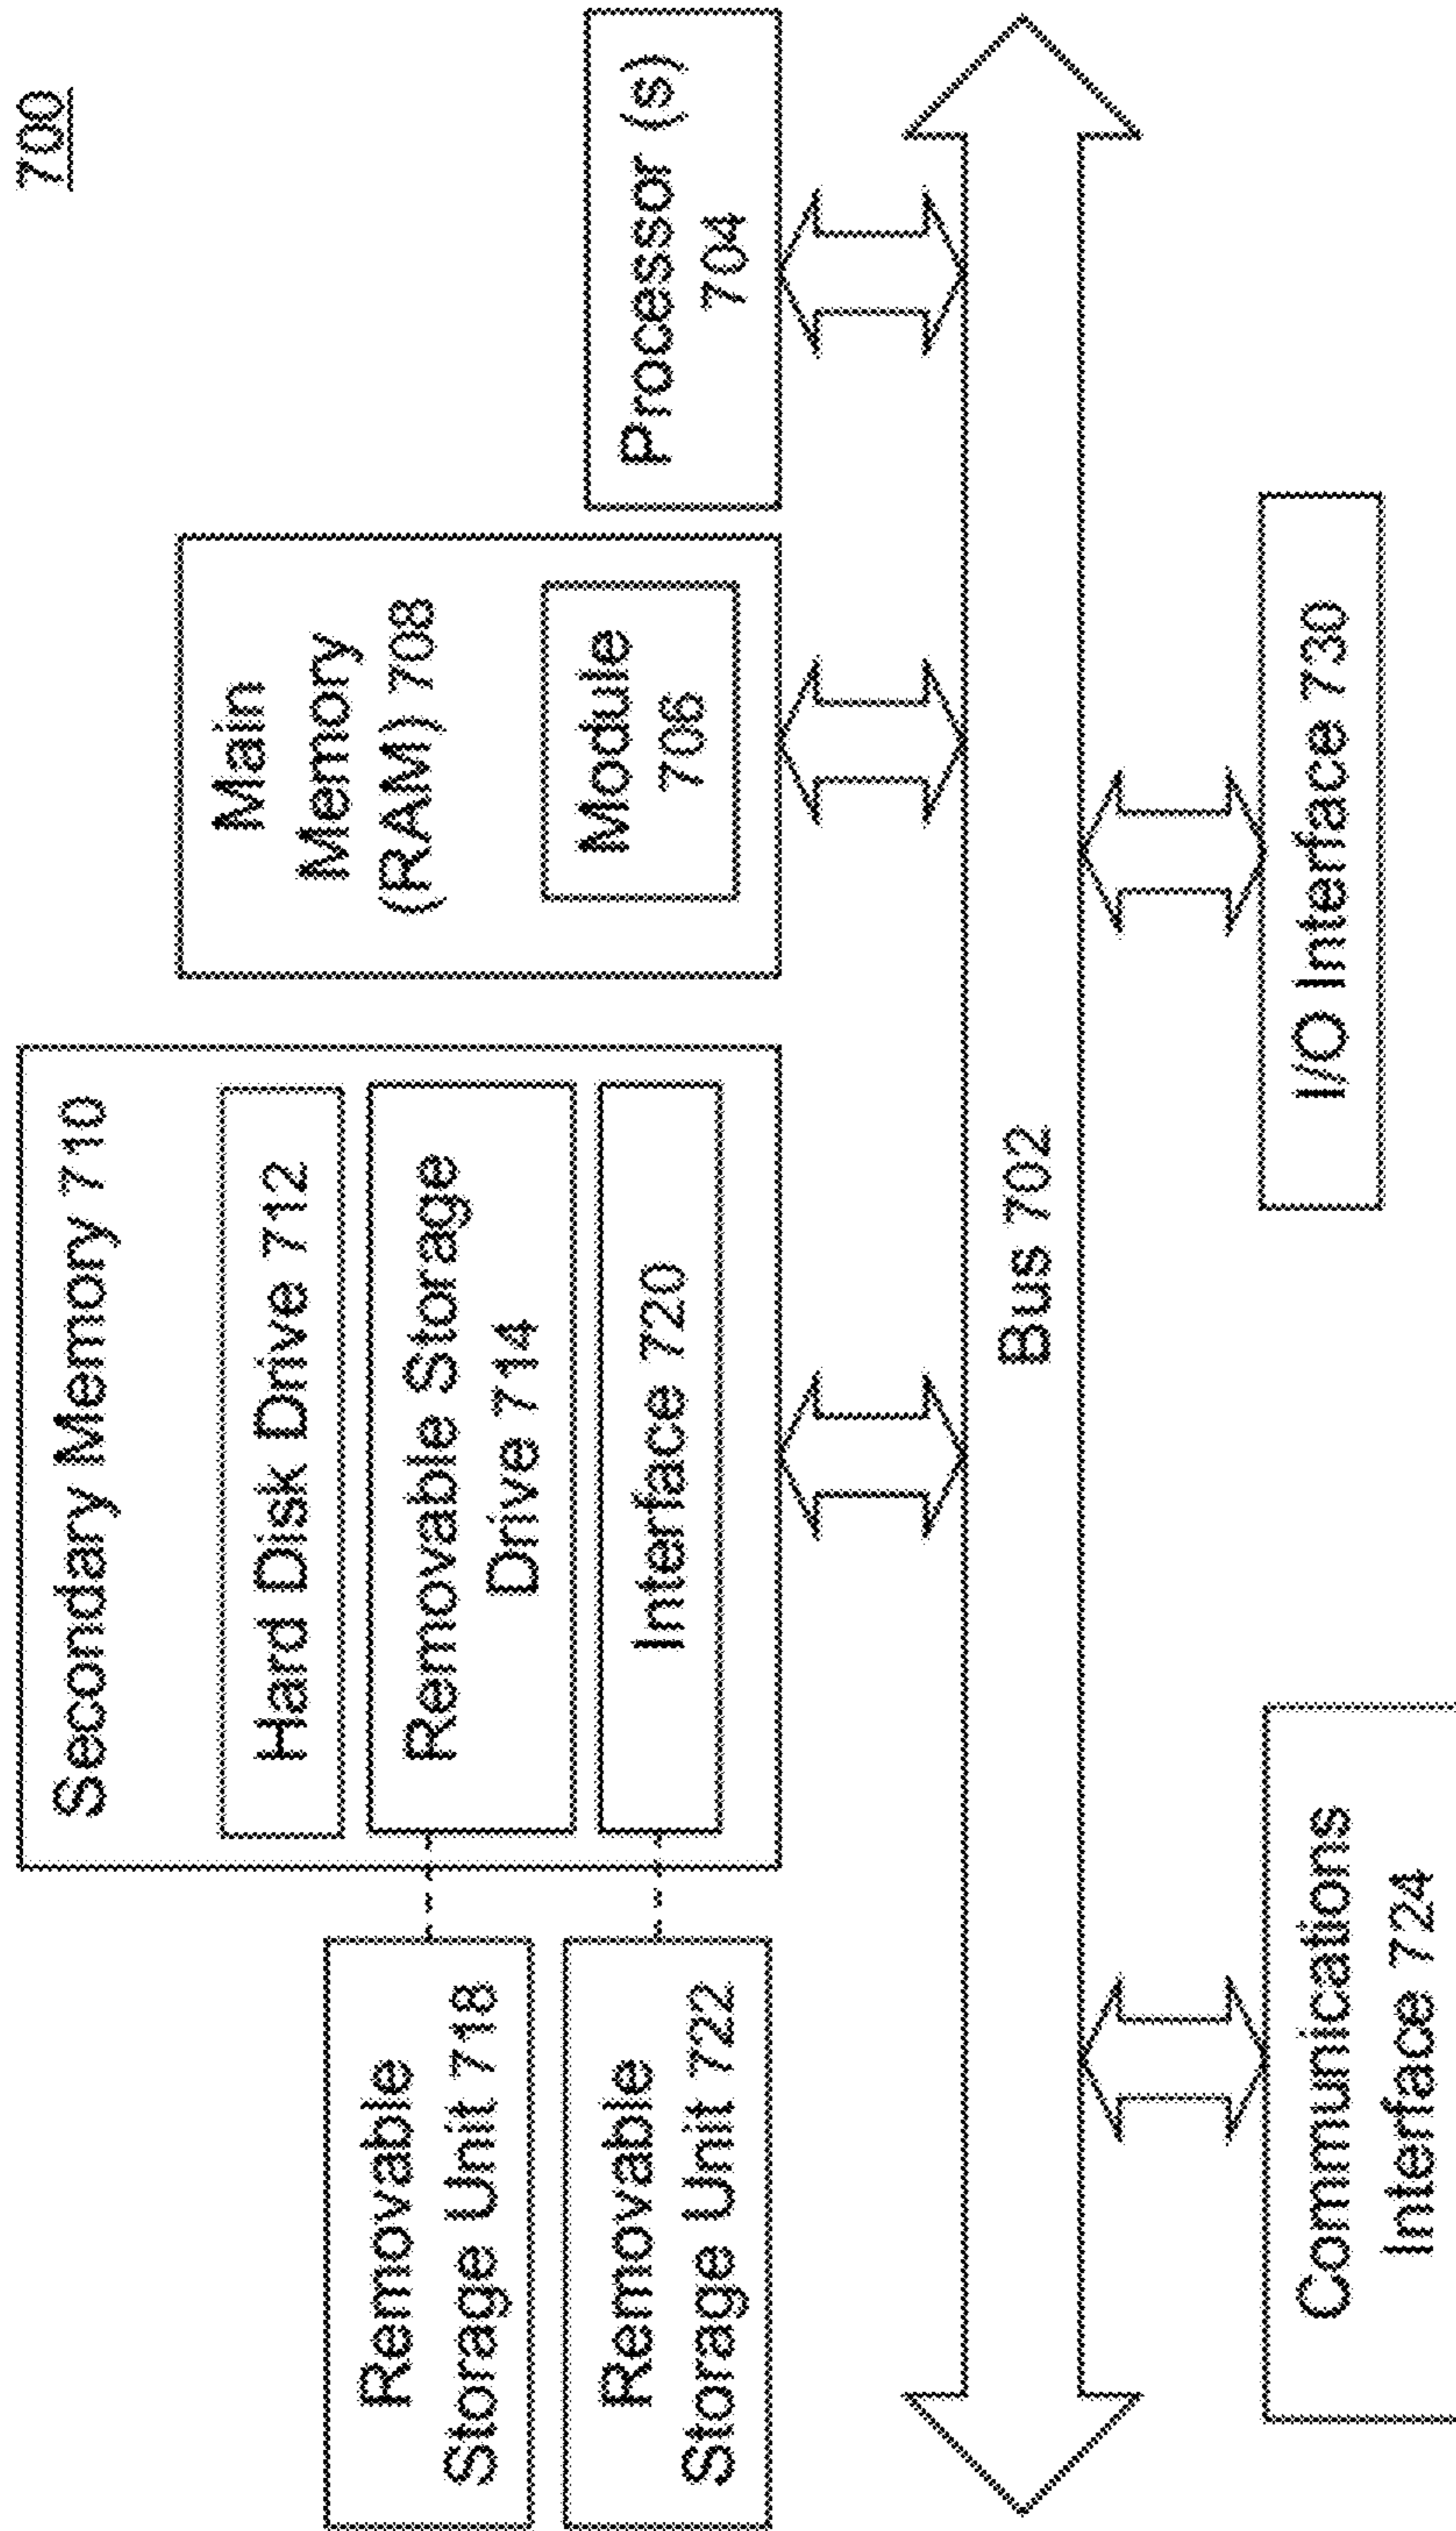 700
Secondary Memory 710
Hard Disk Drive 712
Removable Storage
Drive 714
Interface 720
Removable
Storage Unit 718
Removable
Storage Unit 722
Main
Memory
(RAM) 708
Module
706
Processor (s)
704
Bus 702
Communications
Interface 724
I/O Interface 730